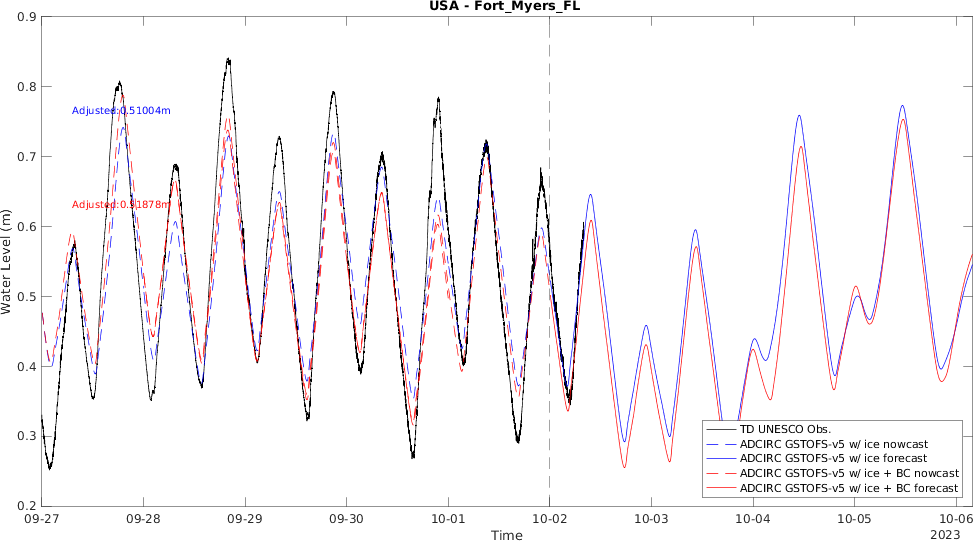 USA - Fort_Myers_FL
0.9
0.8
0.7
0.6
0.5
0.4
0.3
0.2
Water Level (m)
Adjusted:0.51004m
Adjusted:0.51878m
TD UNESCO Obs.
ADCIRC GSTOFS-v5 w/ ice nowcast
ADCIRC GSTOFS-v5 w/ ice forecast
ADCIRC GSTOFS-v5 w/ ice + BC nowcast
ADCIRC GSTOFS-v5 w/ ice + BC forecast
09-27 09-28 09-29 09-30 10-01 10-02 10-03 10-04 10-05 10-06
Time
2023